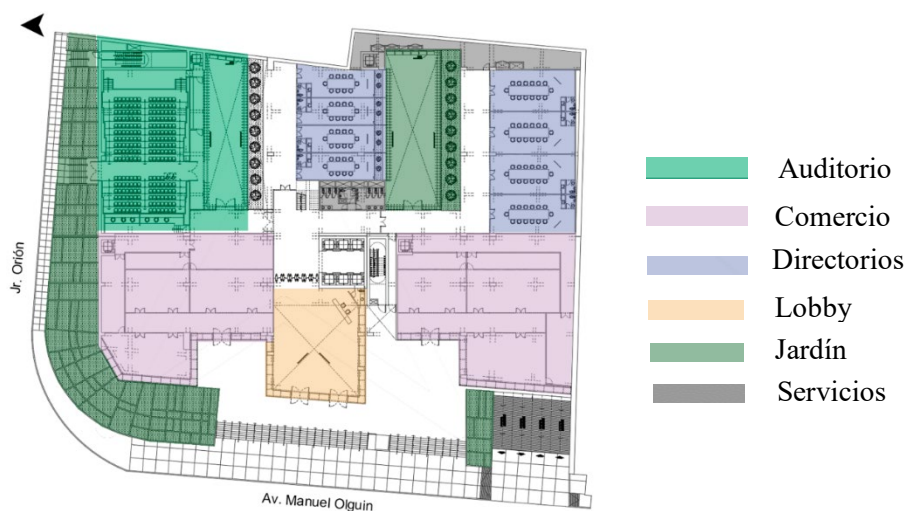 Jr. Orión
Av. Manuel Olguin
Auditorio
Comercio
Directorios
Lobby
Jardín
Servicios